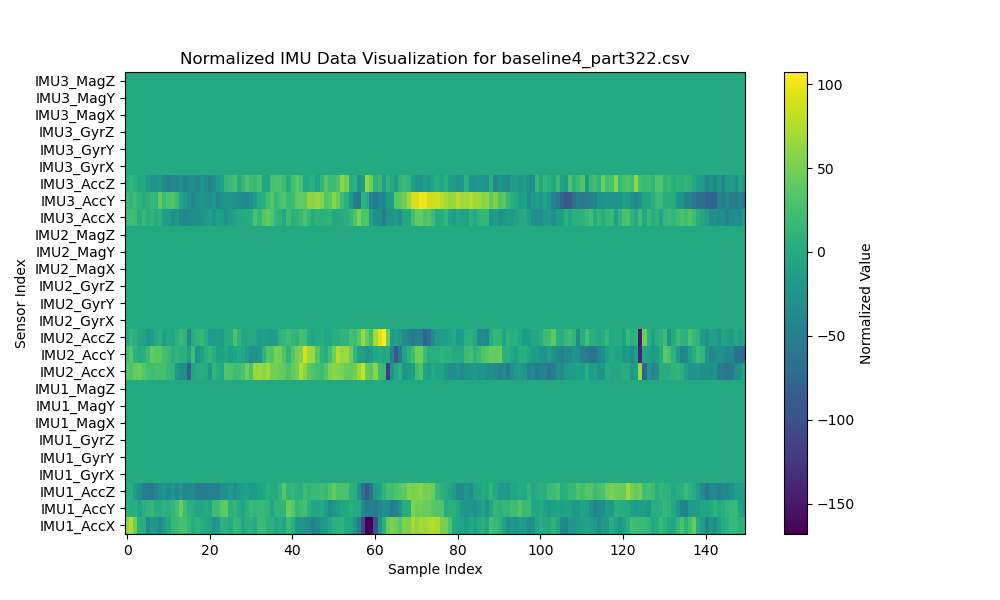 Normalized IMU Data Visualization for baseline4_part322.csv
IMU3_MagZ
IMU3_MagY
IMU3_MagX
IMU3_GyrZ
IMU3_GyrY
IMU3_GyrX
IMU3_AccZ
IMU3_AccY
IMU3_AccX
IMU2_MagZ
IMU2_MagY
IMU2_MagX
IMU2_GyrZ
IMU2_GyrY
IMU2_GyrX
IMU2_AccZ
IMU2_AccY
IMU2_AccX
IMU1_MagZ
IMU1_MagY
IMU1_MagX
IMU1_GyrZ
IMU1_GyrY
IMU1_GyrX
IMU1_AccZ
IMU1_AccY
IMU1_AccX
Sensor Index
0 20 40 60 80 100 120 140
Sample Index
100
50
0
−50
−100
−150
Normalized Value